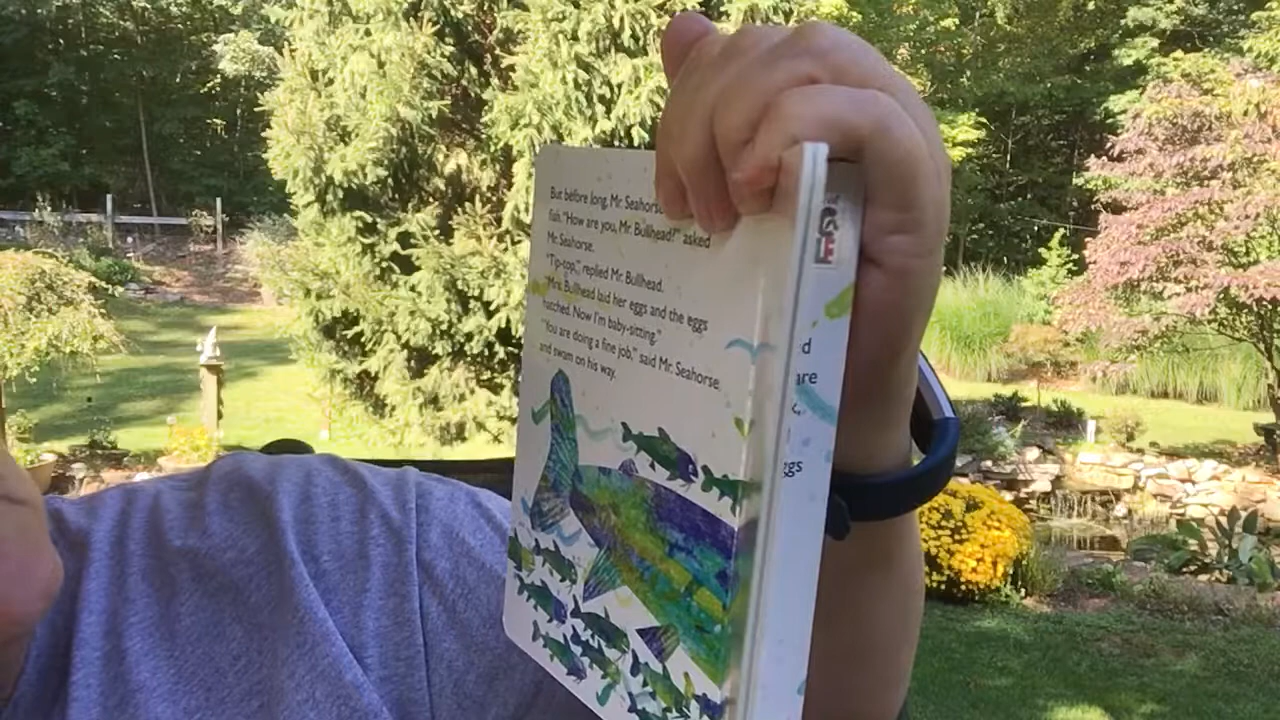 But before long, Mr. Seahorse
fish. "How are you, Mr. Bullhead?" asked
Mr. Seahorse.
"Tip-top," replied Mr. Bullhead.
"Mrs. Bullhead laid her eggs and the eggs
hatched. Now I'm baby-sitting."
"You are doing a fine job," said Mr. Seahorse,
and swam on his way.
d
are
ggs